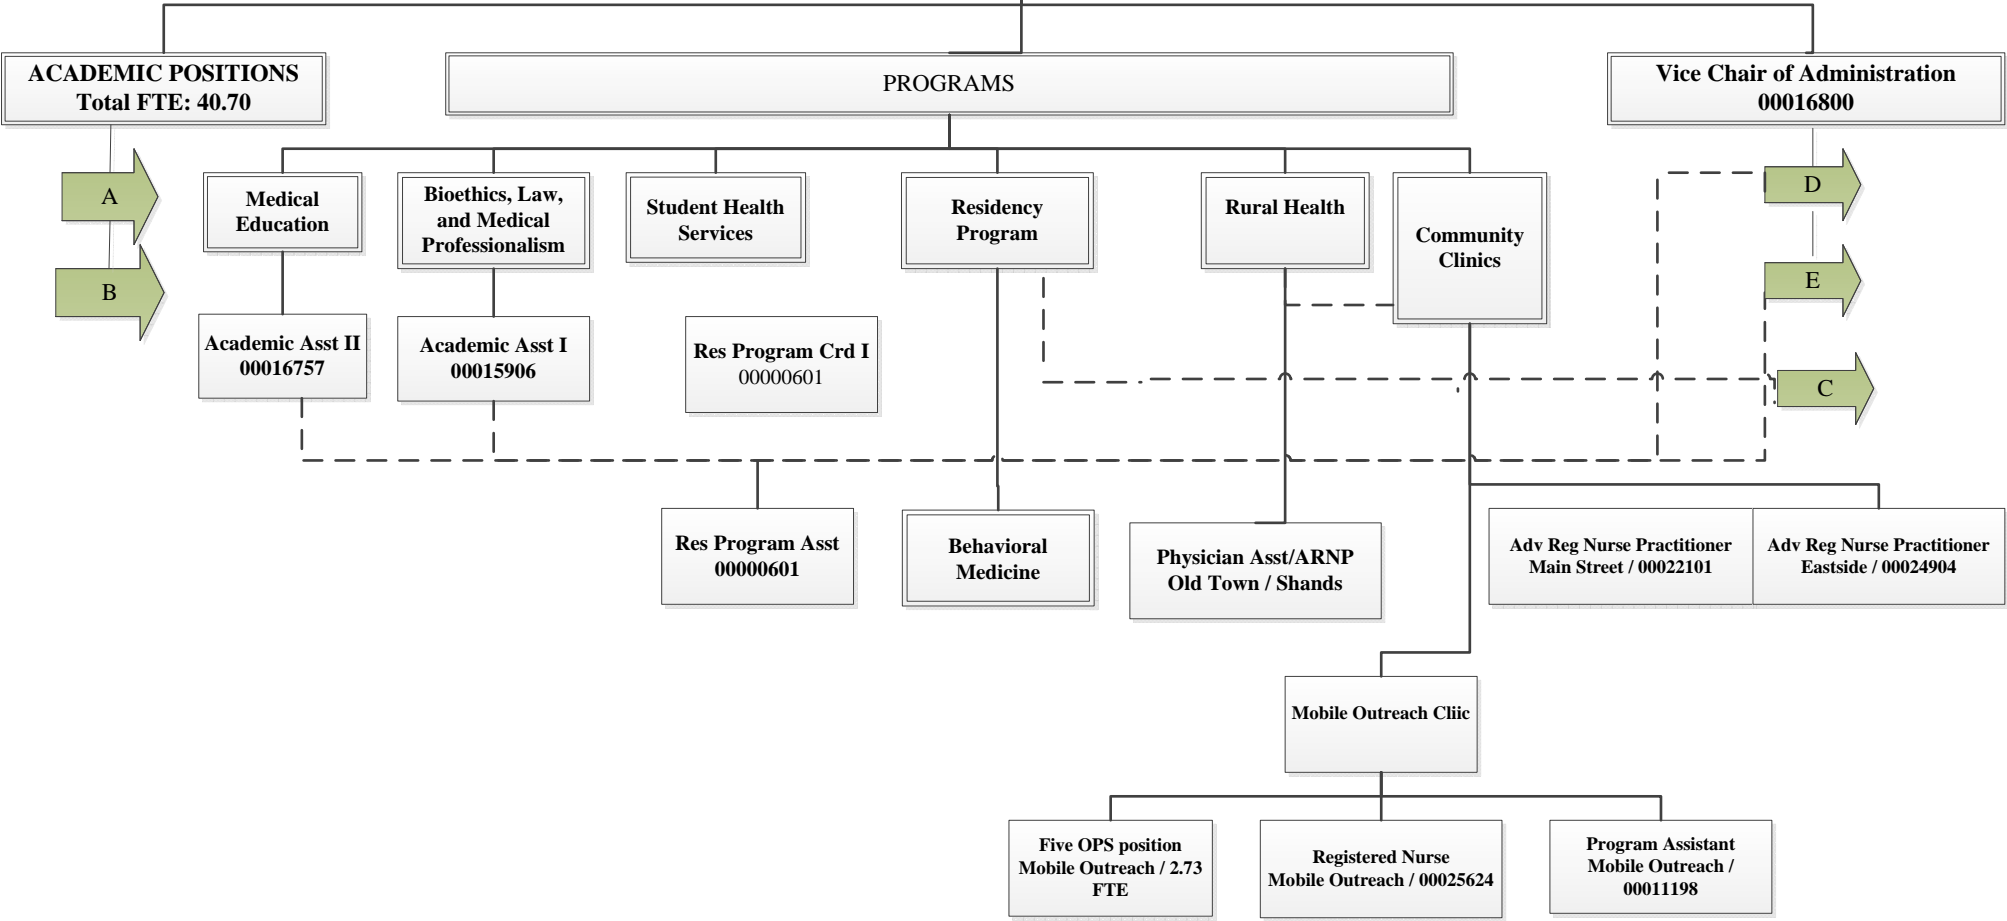 ACADEMIC POSITIONS
Total FTE: 40.70
PROGRAMS
Vice Chair of Administration
00016800
A
B
Medical
Education
Bioethics, Law,
and Medical
Professionalism
Student Health
Services
Residency
Program
Rural Health
Community
Clinics
D
E
C
Academic Asst II
00016757
Academic Asst I
00015906
Res Program Crd I
00000601
Res Program Asst
00000601
Behavioral
Medicine
Physician Asst/ARNP
Old Town / Shands
Adv Reg Nurse Practitioner
Main Street / 00022101
Adv Reg Nurse Practitioner
Eastside / 00024904
Mobile Outreach Cliic
Five OPS position
Mobile Outreach / 2.73
FTE
Registered Nurse
Mobile Outreach / 00025624
Program Assistant
Mobile Outreach /
00011198